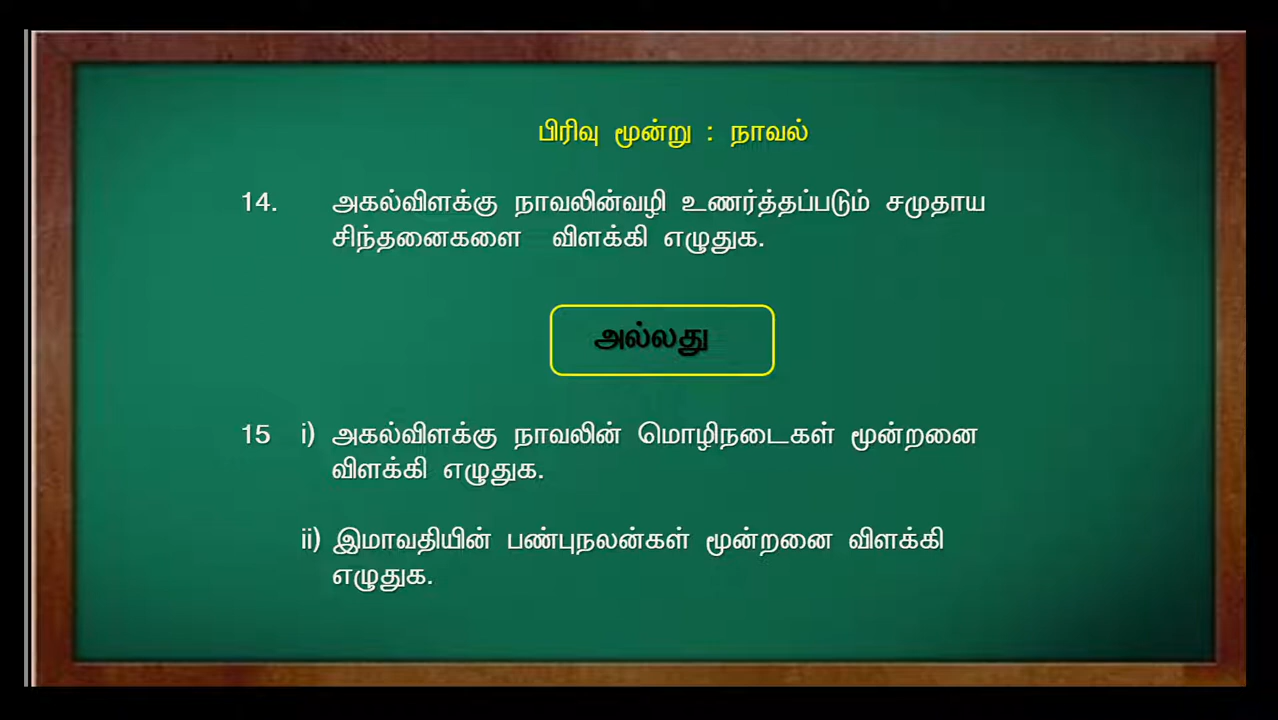 பிரிவு மூன்று : நாவல்
14. அகல்விளக்கு நாவலின்வழி உணர்த்தப்படும் சமுதாய
சிந்தனைகளை விளக்கி எழுதுக.
அல்லது
15 i) அகல்விளக்கு நாவலின் மொழிநடைகள் மூன்றனை
விளக்கி எழுதுக.
ii) இமாவதியின் பண்புநலன்கள் மூன்றனை விளக்கி
எழுதுக.